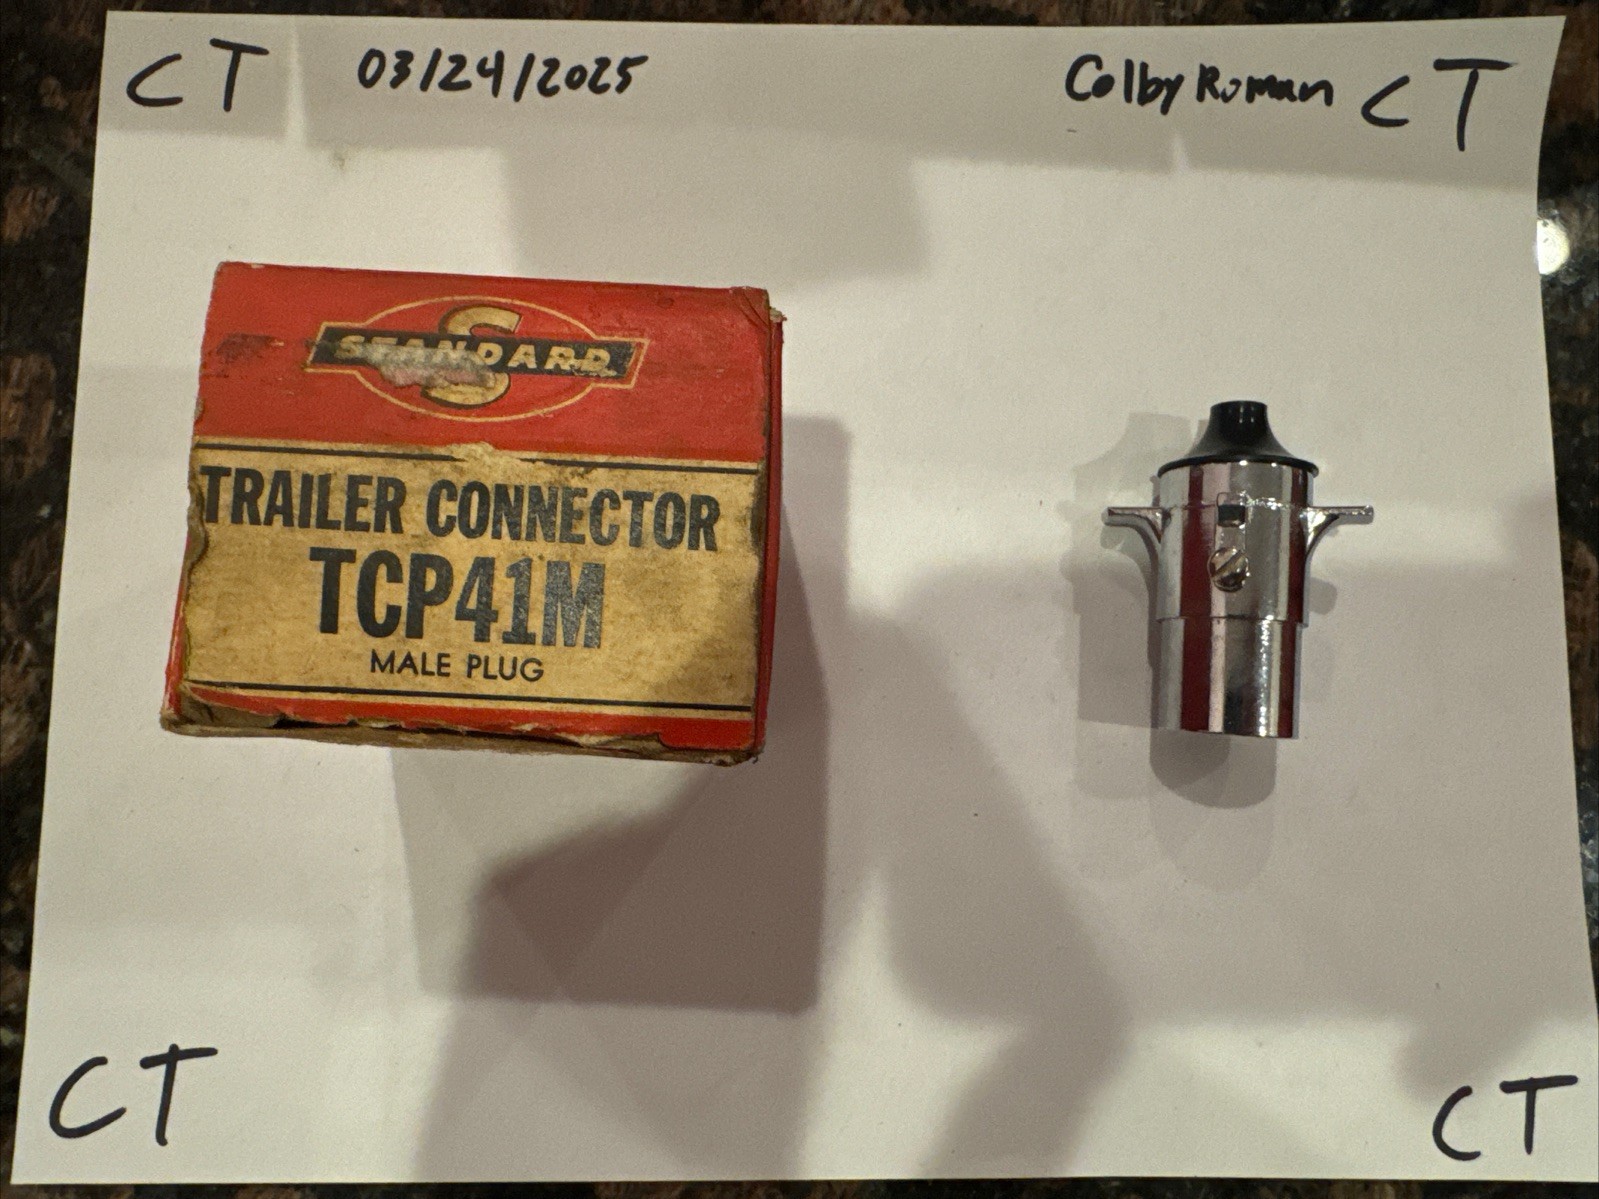 CT 03/24/2025 Colby Roman CT
S
STANDARD
TRAILER CONNECTOR
TCP41M
MALE PLUG
CT CT